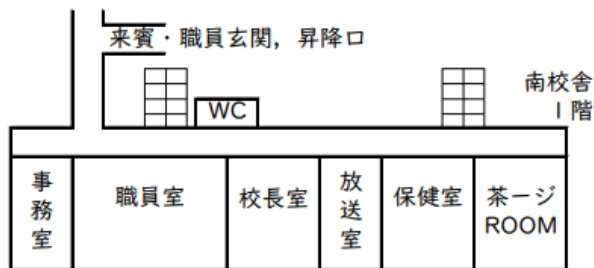 来賓・職員玄関，昇降口
南校舎
1階
WC
事務室
職員室
校長室
放送室
保健室
茶ージ
ROOM